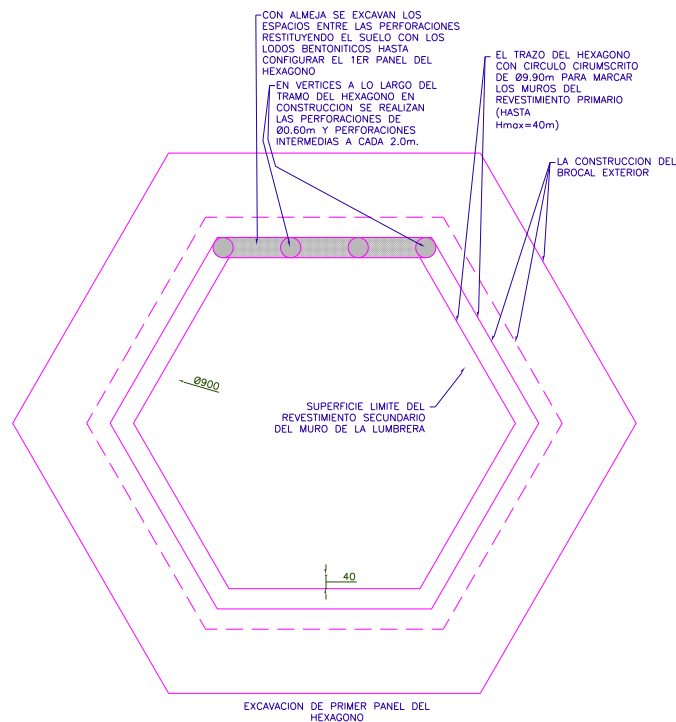 CON ALMEJA SE EXCAVAN LOS
ESPACIOS ENTRE LAS PERFORACIONES
RESTITUYENDO EL SUELO CON LOS
LODOS BENTONITICOS HASTA
CONFIGURAR EL 1ER PANEL DEL
HEXAGONO
EN VERTICES A LO LARGO DEL
TRAMO DEL HEXAGONO EN
CONSTRUCCION SE REALIZAN
LAS PERFORACIONES DE
Ø0.60m Y PERFORACIONES
INTERMEDIAS A CADA 2.0m.
EL TRAZO DEL HEXAGONO
CON CIRCULO CIRUMSCRITO
DE Ø9.90m PARA MARCAR
LOS MUROS DEL
REVESTIMIENTO PRIMARIO
(HASTA
Hmax=40m)
LA CONSTRUCCION DEL
BROCAL EXTERIOR
Ø900
SUPERFICIE LIMITE DEL
REVESTIMIENTO SECUNDARIO
DEL MURO DE LA LUMBRERA
40
EXCAVACION DE PRIMER PANEL DEL
HEXAGONO